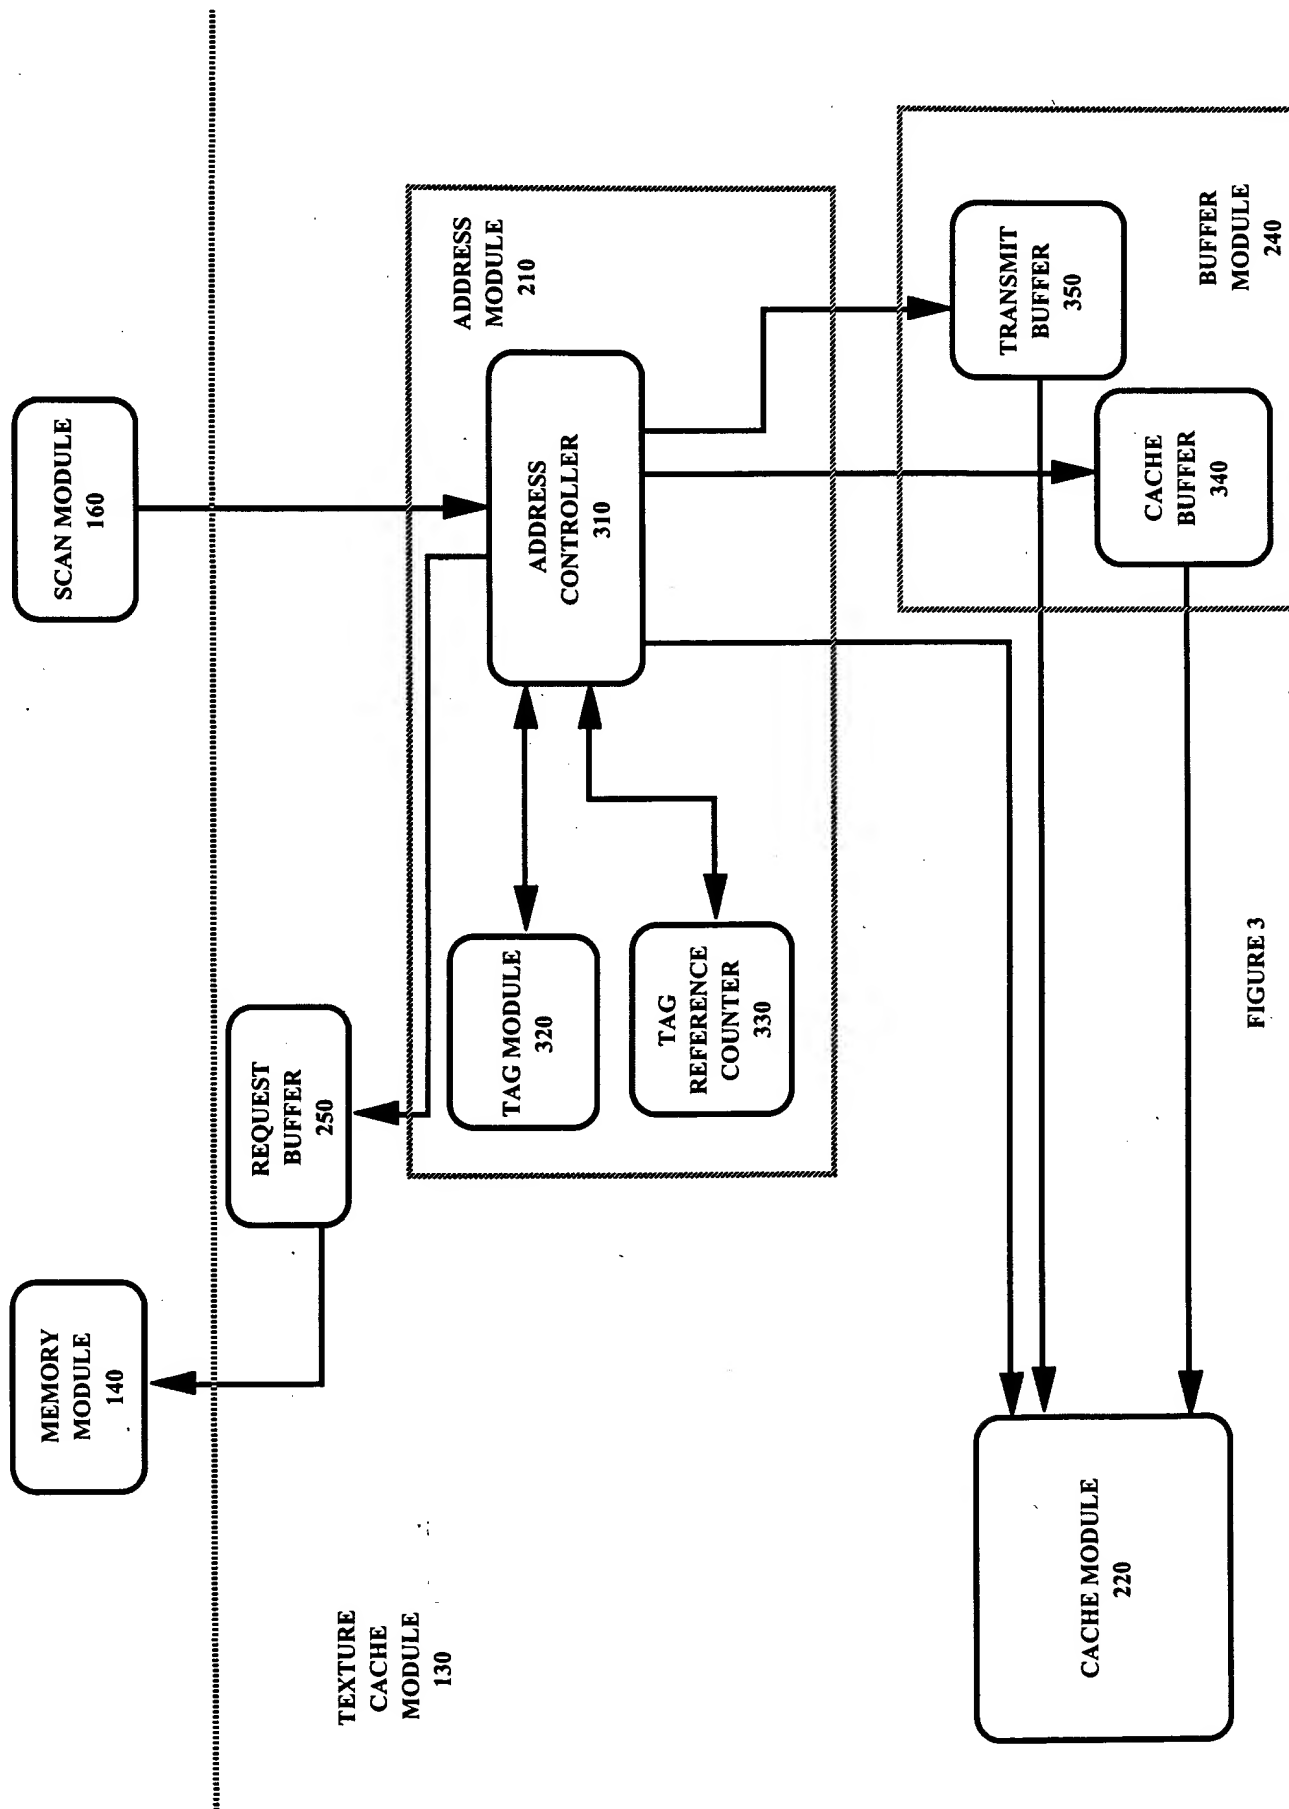 MEMORY
MODULE
140
SCAN MODULE
160
REQUEST
BUFFER
250
TEXTURE
CACHE
MODULE
130
ADDRESS
MODULE
210
TAG MODULE
320
ADDRESS
CONTROLLER
310
TAG
REFERENCE
COUNTER
330
TRANSMIT
BUFFER
350
CACHE MODULE
220
CACHE
BUFFER
340
BUFFER
MODULE
240
FIGURE 3